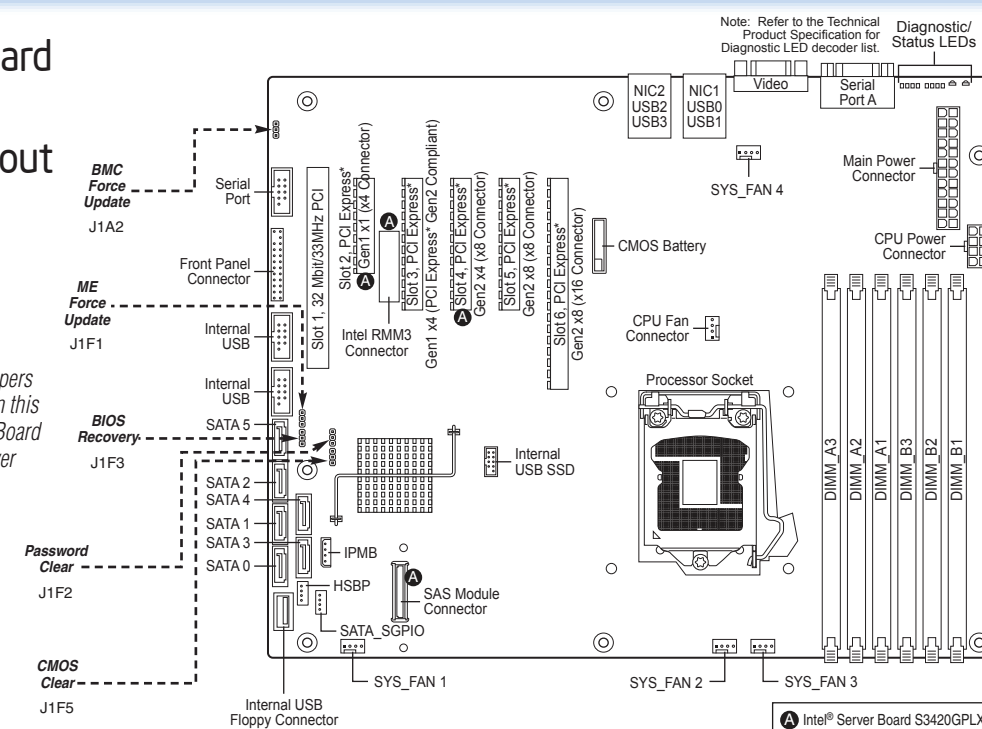 ard
out
Note: Refer to the Technical
Product Specification for
Diagnostic LED decoder list.
Diagnostic/
Status LEDs
NIC2
USB2
USB3
NIC1
USB0
USB1
Video
Serial
Port A
BMC
Force
Update
J1A2
Serial
Port
Front Panel
Connector
ME
Force
Update
J1F1
Internal
USB
Internal
USB
Slot 1, 32 Mbit/33MHz PCI
Slot 2, PCI Express*
Gen1 x1 (x4 Connector)
A
A
Intel RMM3
Connector
Slot 3, PCI Express*
Gen1 x4 (PCI Express* Gen2 Compliant)
Slot 4, PCI Express*
Gen2 x4 (x8 Connector)
A
Slot 5, PCI Express*
Gen2 x8 (x8 Connector)
Slot 6, PCI Express*
Gen2 x8 (x16 Connector)
SYS_FAN 4
CMOS Battery
Main Power
Connector
CPU Power
Connector
CPU Fan
Connector
Processor Socket
pers
n this
Board
ver
BIOS
Recovery
J1F3
SATA 5
SATA 2
SATA 4
SATA 1
SATA 3
SATA 0
Internal
USB SSD
DIMM_A3
DIMM_A2
DIMM_A1
DIMM_B3
DIMM_B2
DIMM_B1
Password
Clear
J1F2
IPMB
HSBP
A
SAS Module
Connector
SATA_SGPIO
CMOS
Clear
J1F5
SYS_FAN 1
SYS_FAN 2
SYS_FAN 3
Internal USB
Floppy Connector
A Intel® Server Board S3420GPLX